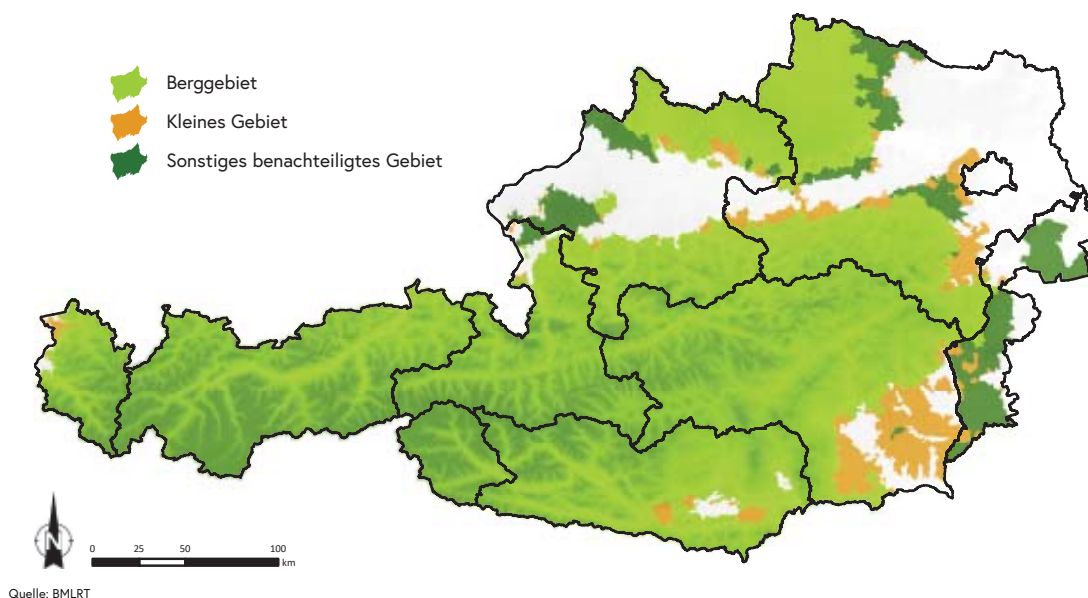 Berggebiet
Kleines Gebiet
Sonstiges benachteiligtes Gebiet
N
0 25 50 100
km
Quelle: BMLRT